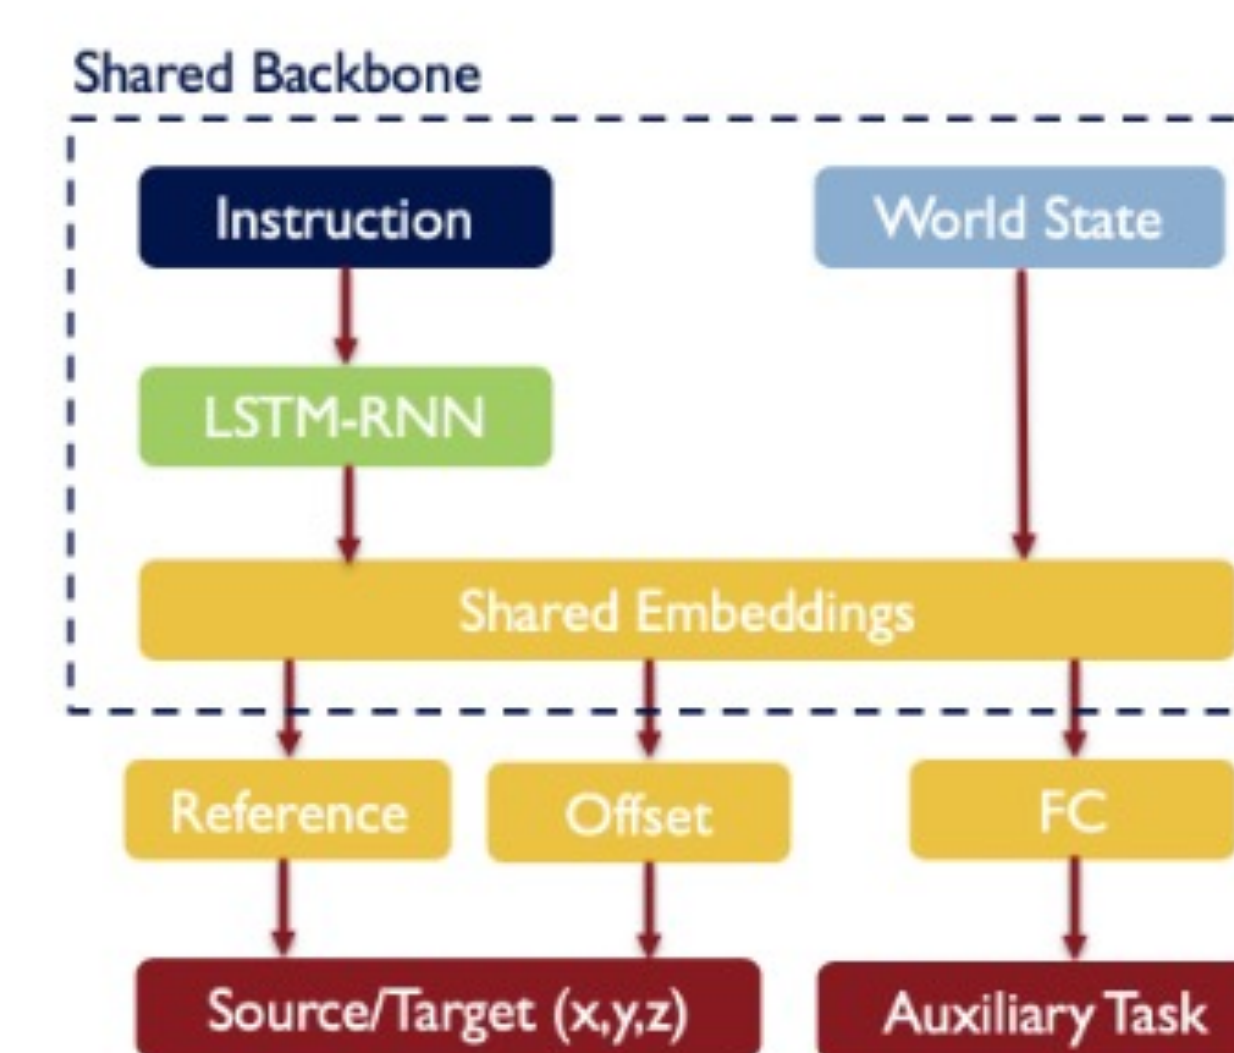 Shared Backbone
Instruction
World State
LSTM-RNN
Shared Embeddings
Reference
Offset
FC
Source/Target (x,y,z)
Auxiliary Task